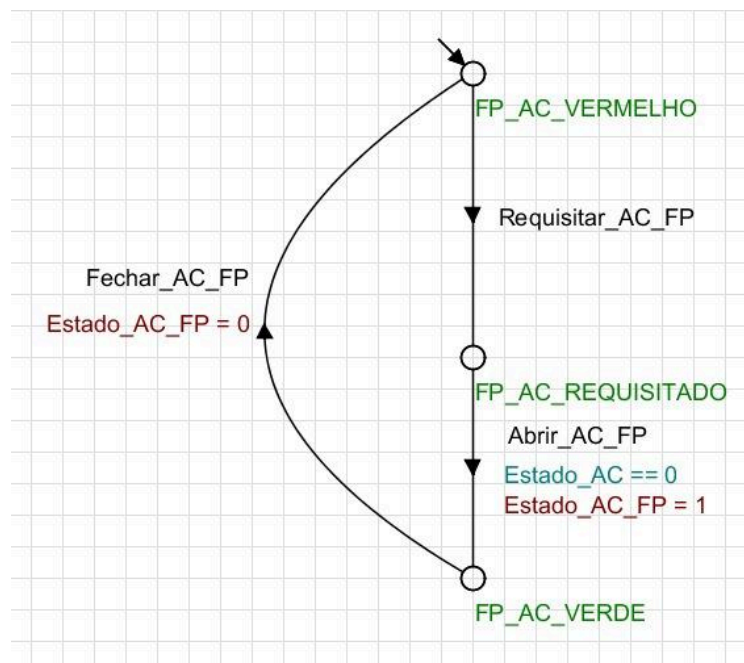 FP_AC_VERMELHO
Requisitar_AC_FP
Fechar_AC_FP
Estado_AC_FP = 0
FP_AC_REQUISITADO
Abrir_AC_FP
Estado_AC == 0
Estado_AC_FP = 1
FP_AC_VERDE